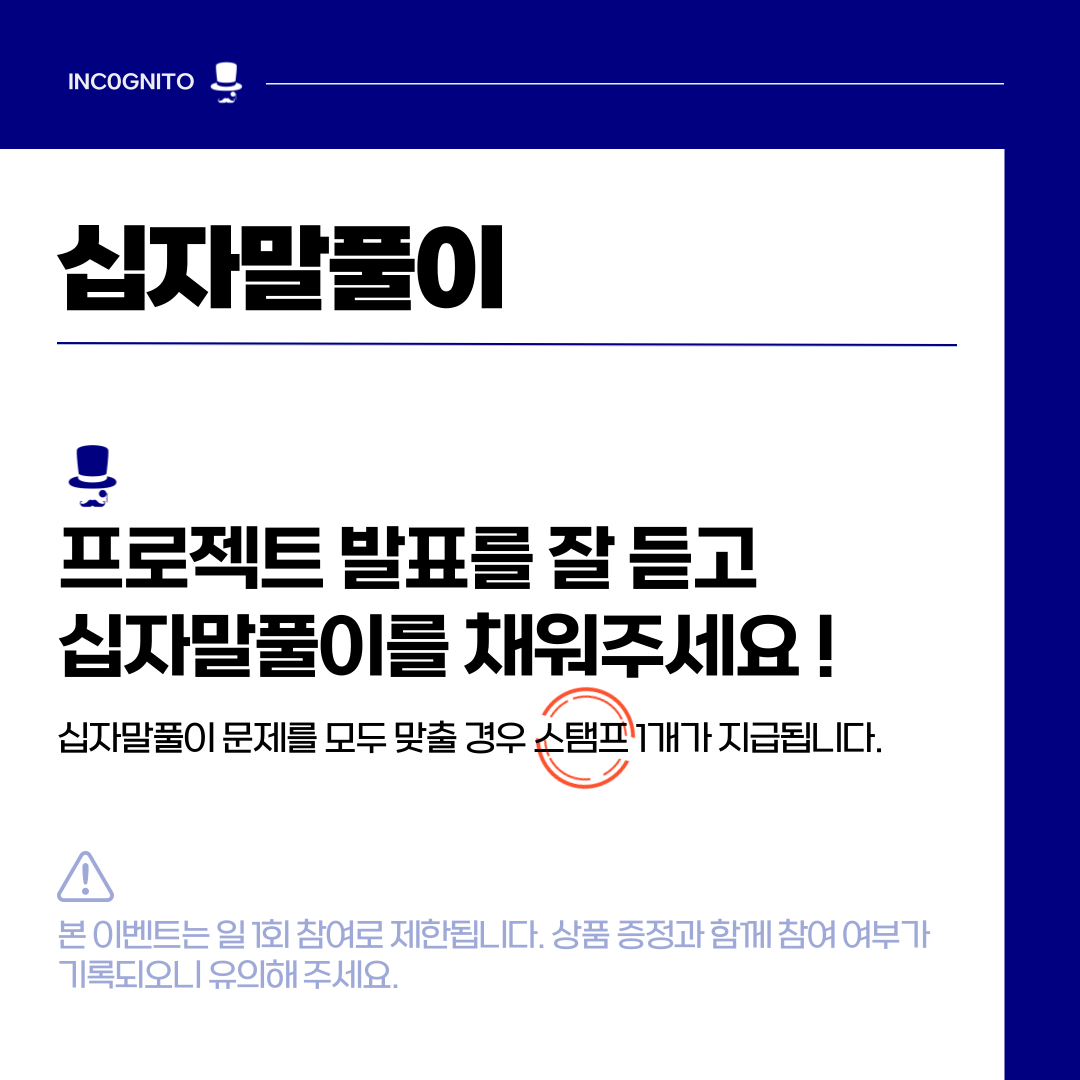 INC0GNITO
십자말풀이
프로젝트 발표를 잘 듣고
십자말풀이를 채워주세요 !
십자말풀이 문제를 모두 맞출 경우 스탬프 1개가 지급됩니다.
본 이벤트는 일 1회 참여로 제한됩니다. 상품 증정과 함께 참여 여부가
기록되오니 유의해 주세요.